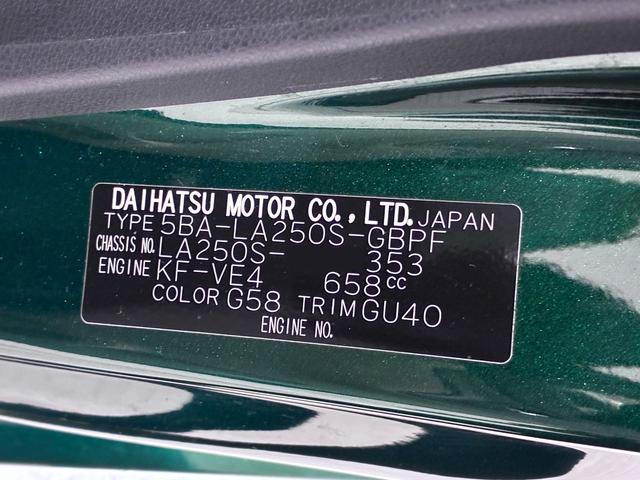 DAIHATSU MOTOR CO., LTD. JAPAN
TYPE 5BA-LA250S-GBPF
CHASSIS NO. LA250S- 353
ENGINE KF-VE4 658cc
COLOR G58 TRIM GU40
ENGINE NO.